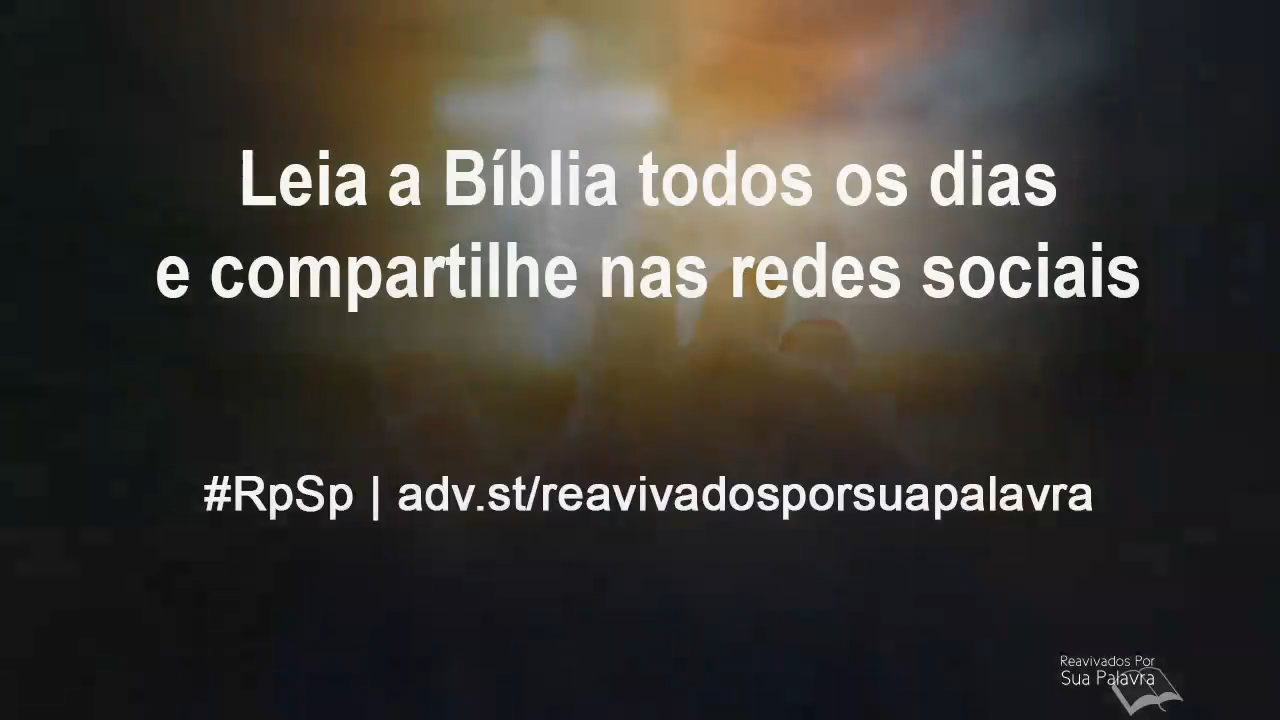 Leia a Bíblia todos os dias
e compartilhe nas redes sociais
#RpSp | adv.st/reavivadosporsuapalavra
Reavivados Por
Sua Palavra